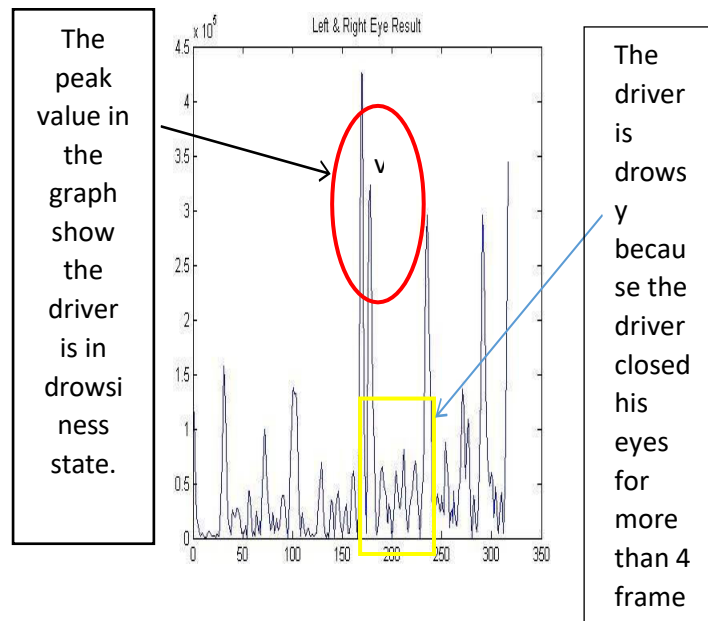 The
peak
value in
the
graph
show
the
driver
is in
drowsi
ness
state.
x 10^5
Left & Right Eye Result
4.5
4
3.5
3
2.5
2
1.5
1
0.5
0
0 50 100 150 200 250 300 350
v
The
driver
is
drows
y
becau
se the
driver
closed
his
eyes
for
more
than 4
frame